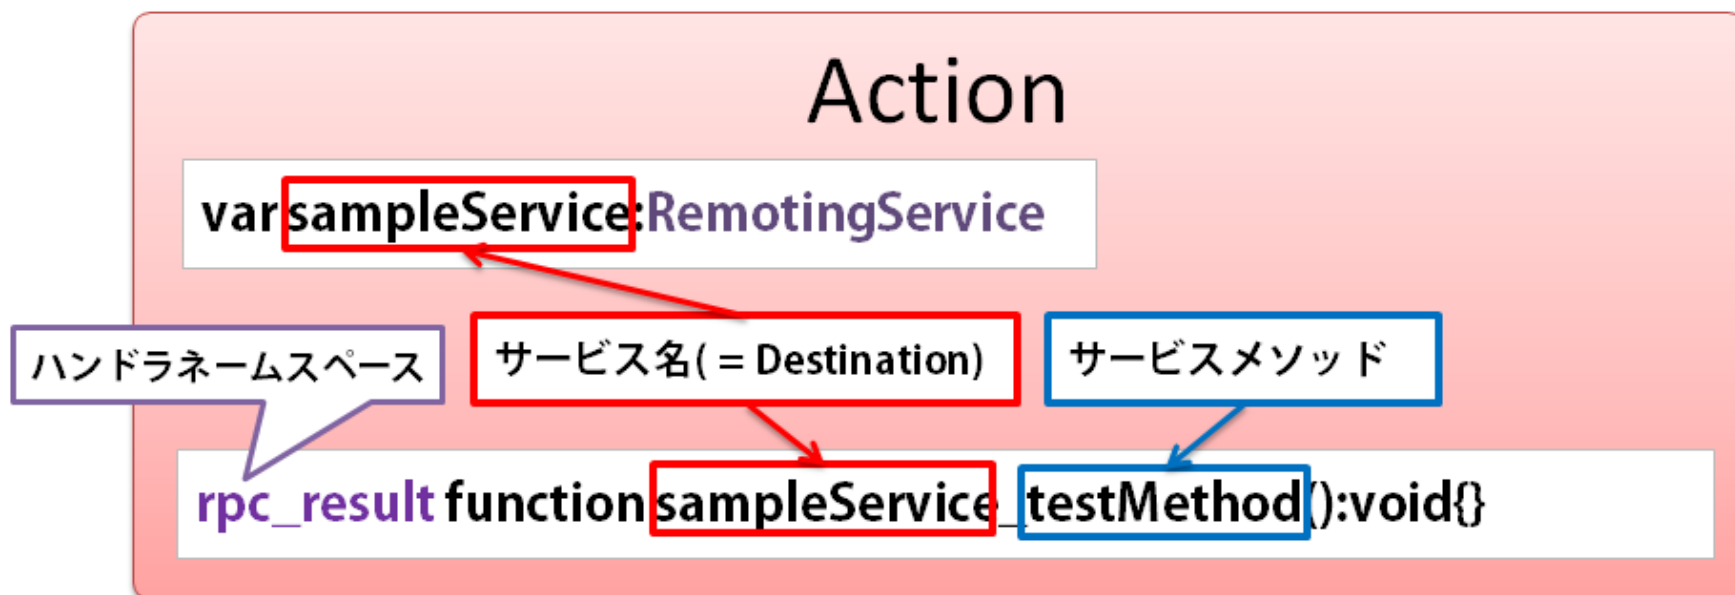 Action
var sampleService:RemotingService
ハンドラネームスペース
サービス名( = Destination)
サービスメソッド
rpc_result function sampleService_testMethod():void{}